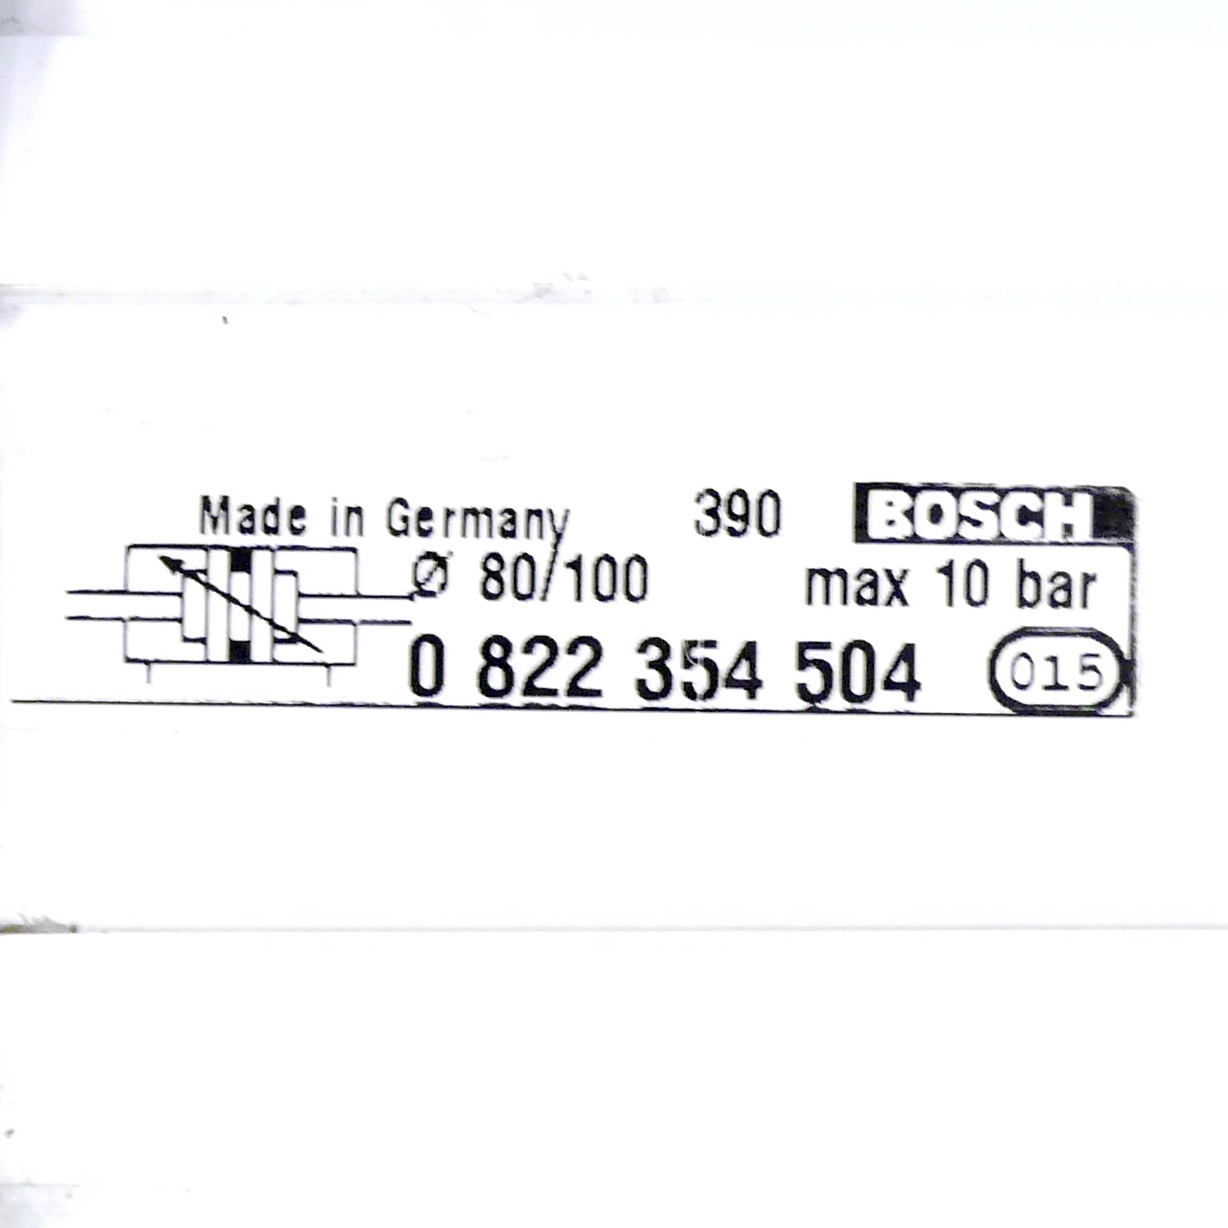 Made in Germany 390 BOSCH
Ø 80/100 max 10 bar
0 822 354 504 015